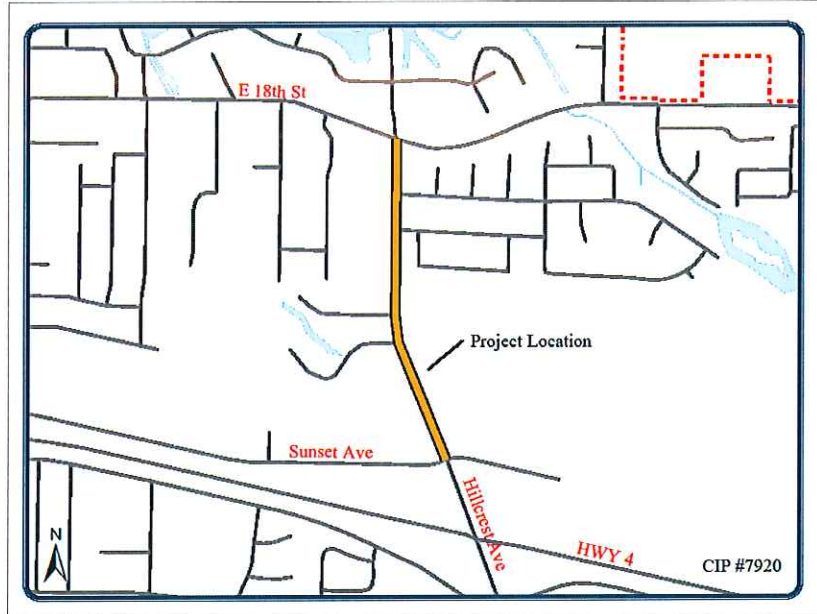 E 18th St
Project Location
Sunset Ave
Hillcrest Ave
HWY 4
N
CIP #7920